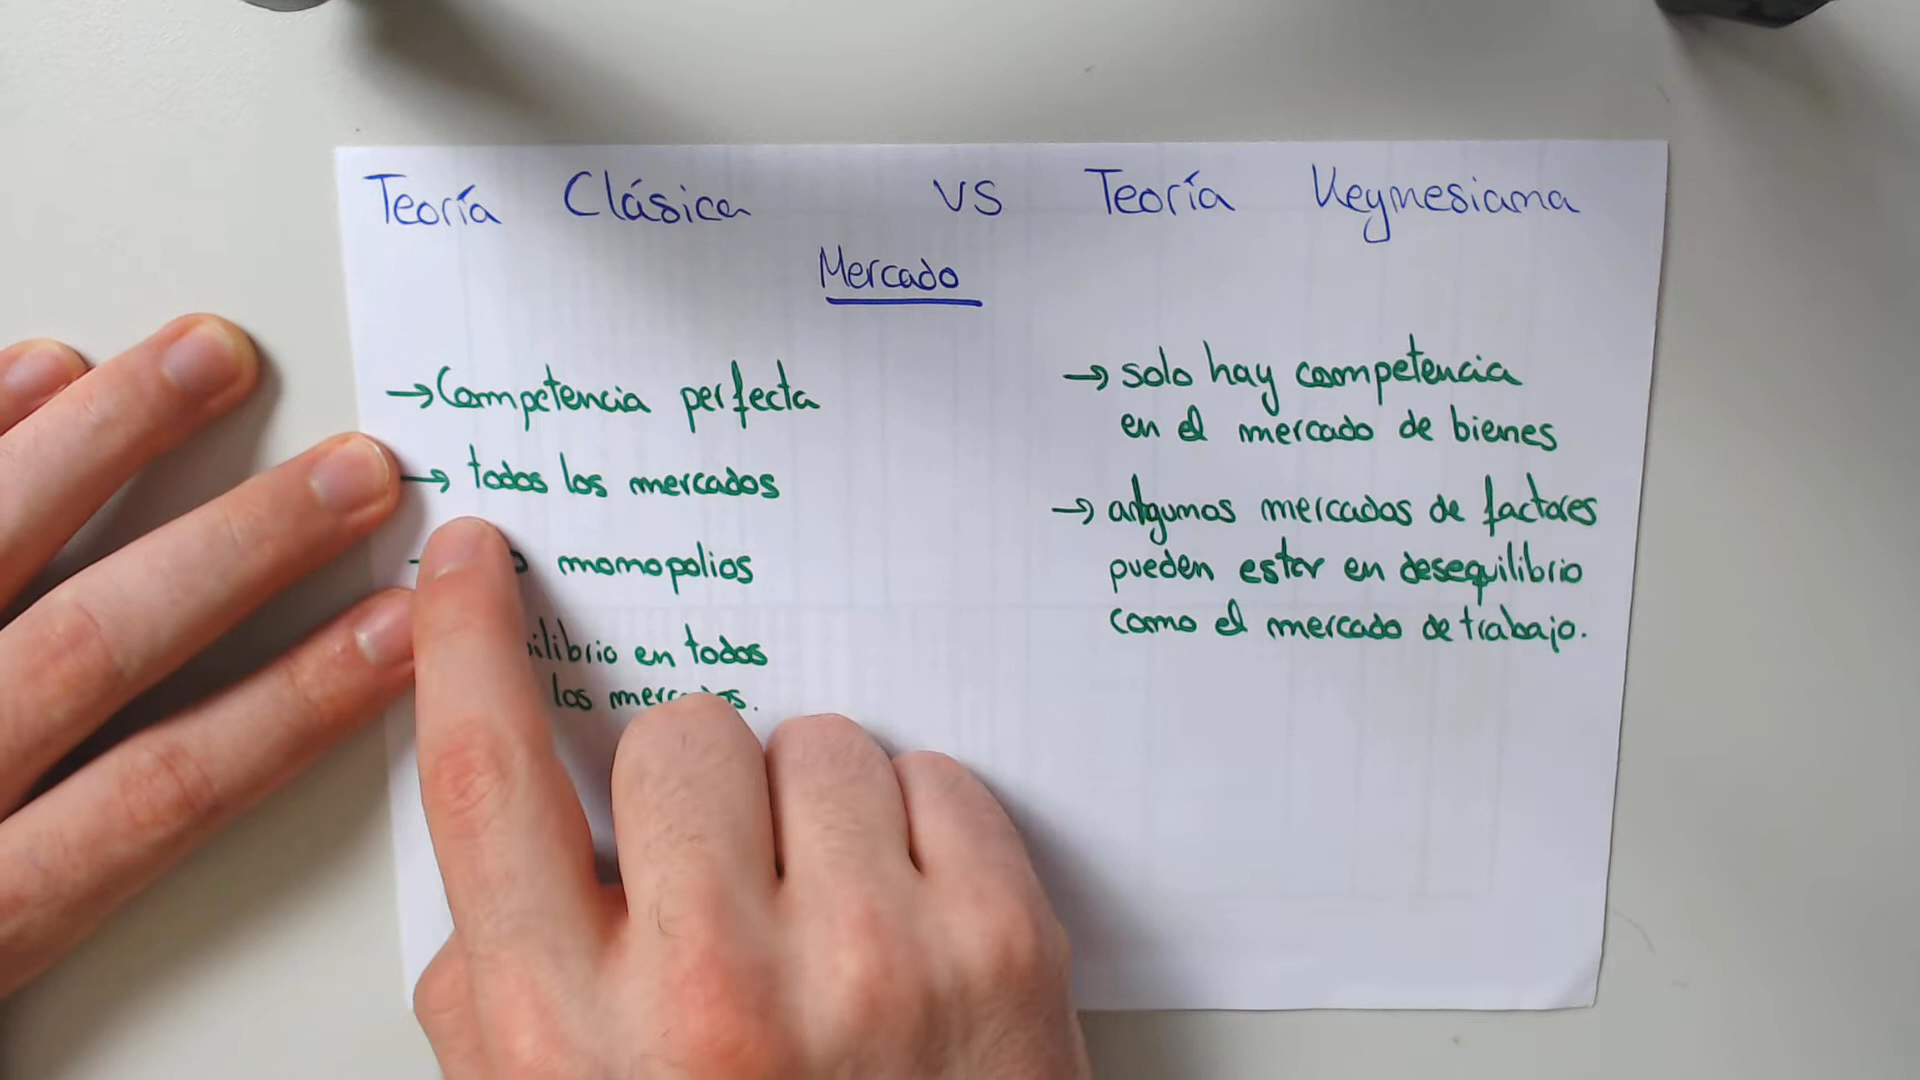 Teoría Clásica vs Teoría Keynesiana
Mercado
→ Competencia perfecta
→ todos los mercados
monopolios
en todos
los mercados.
→ solo hay competencia
en el mercado de bienes
→ algunos mercados de factores
pueden estar en desequilibrio
como el mercado de trabajo.